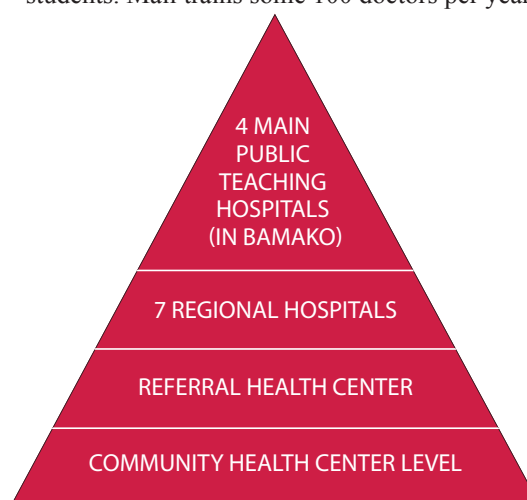 students. Mali trains some 100 doctors per year
4 MAIN
PUBLIC
TEACHING
HOSPITALS
(IN BAMAKO)
7 REGIONAL HOSPITALS
REFERRAL HEALTH CENTER
COMMUNITY HEALTH CENTER LEVEL